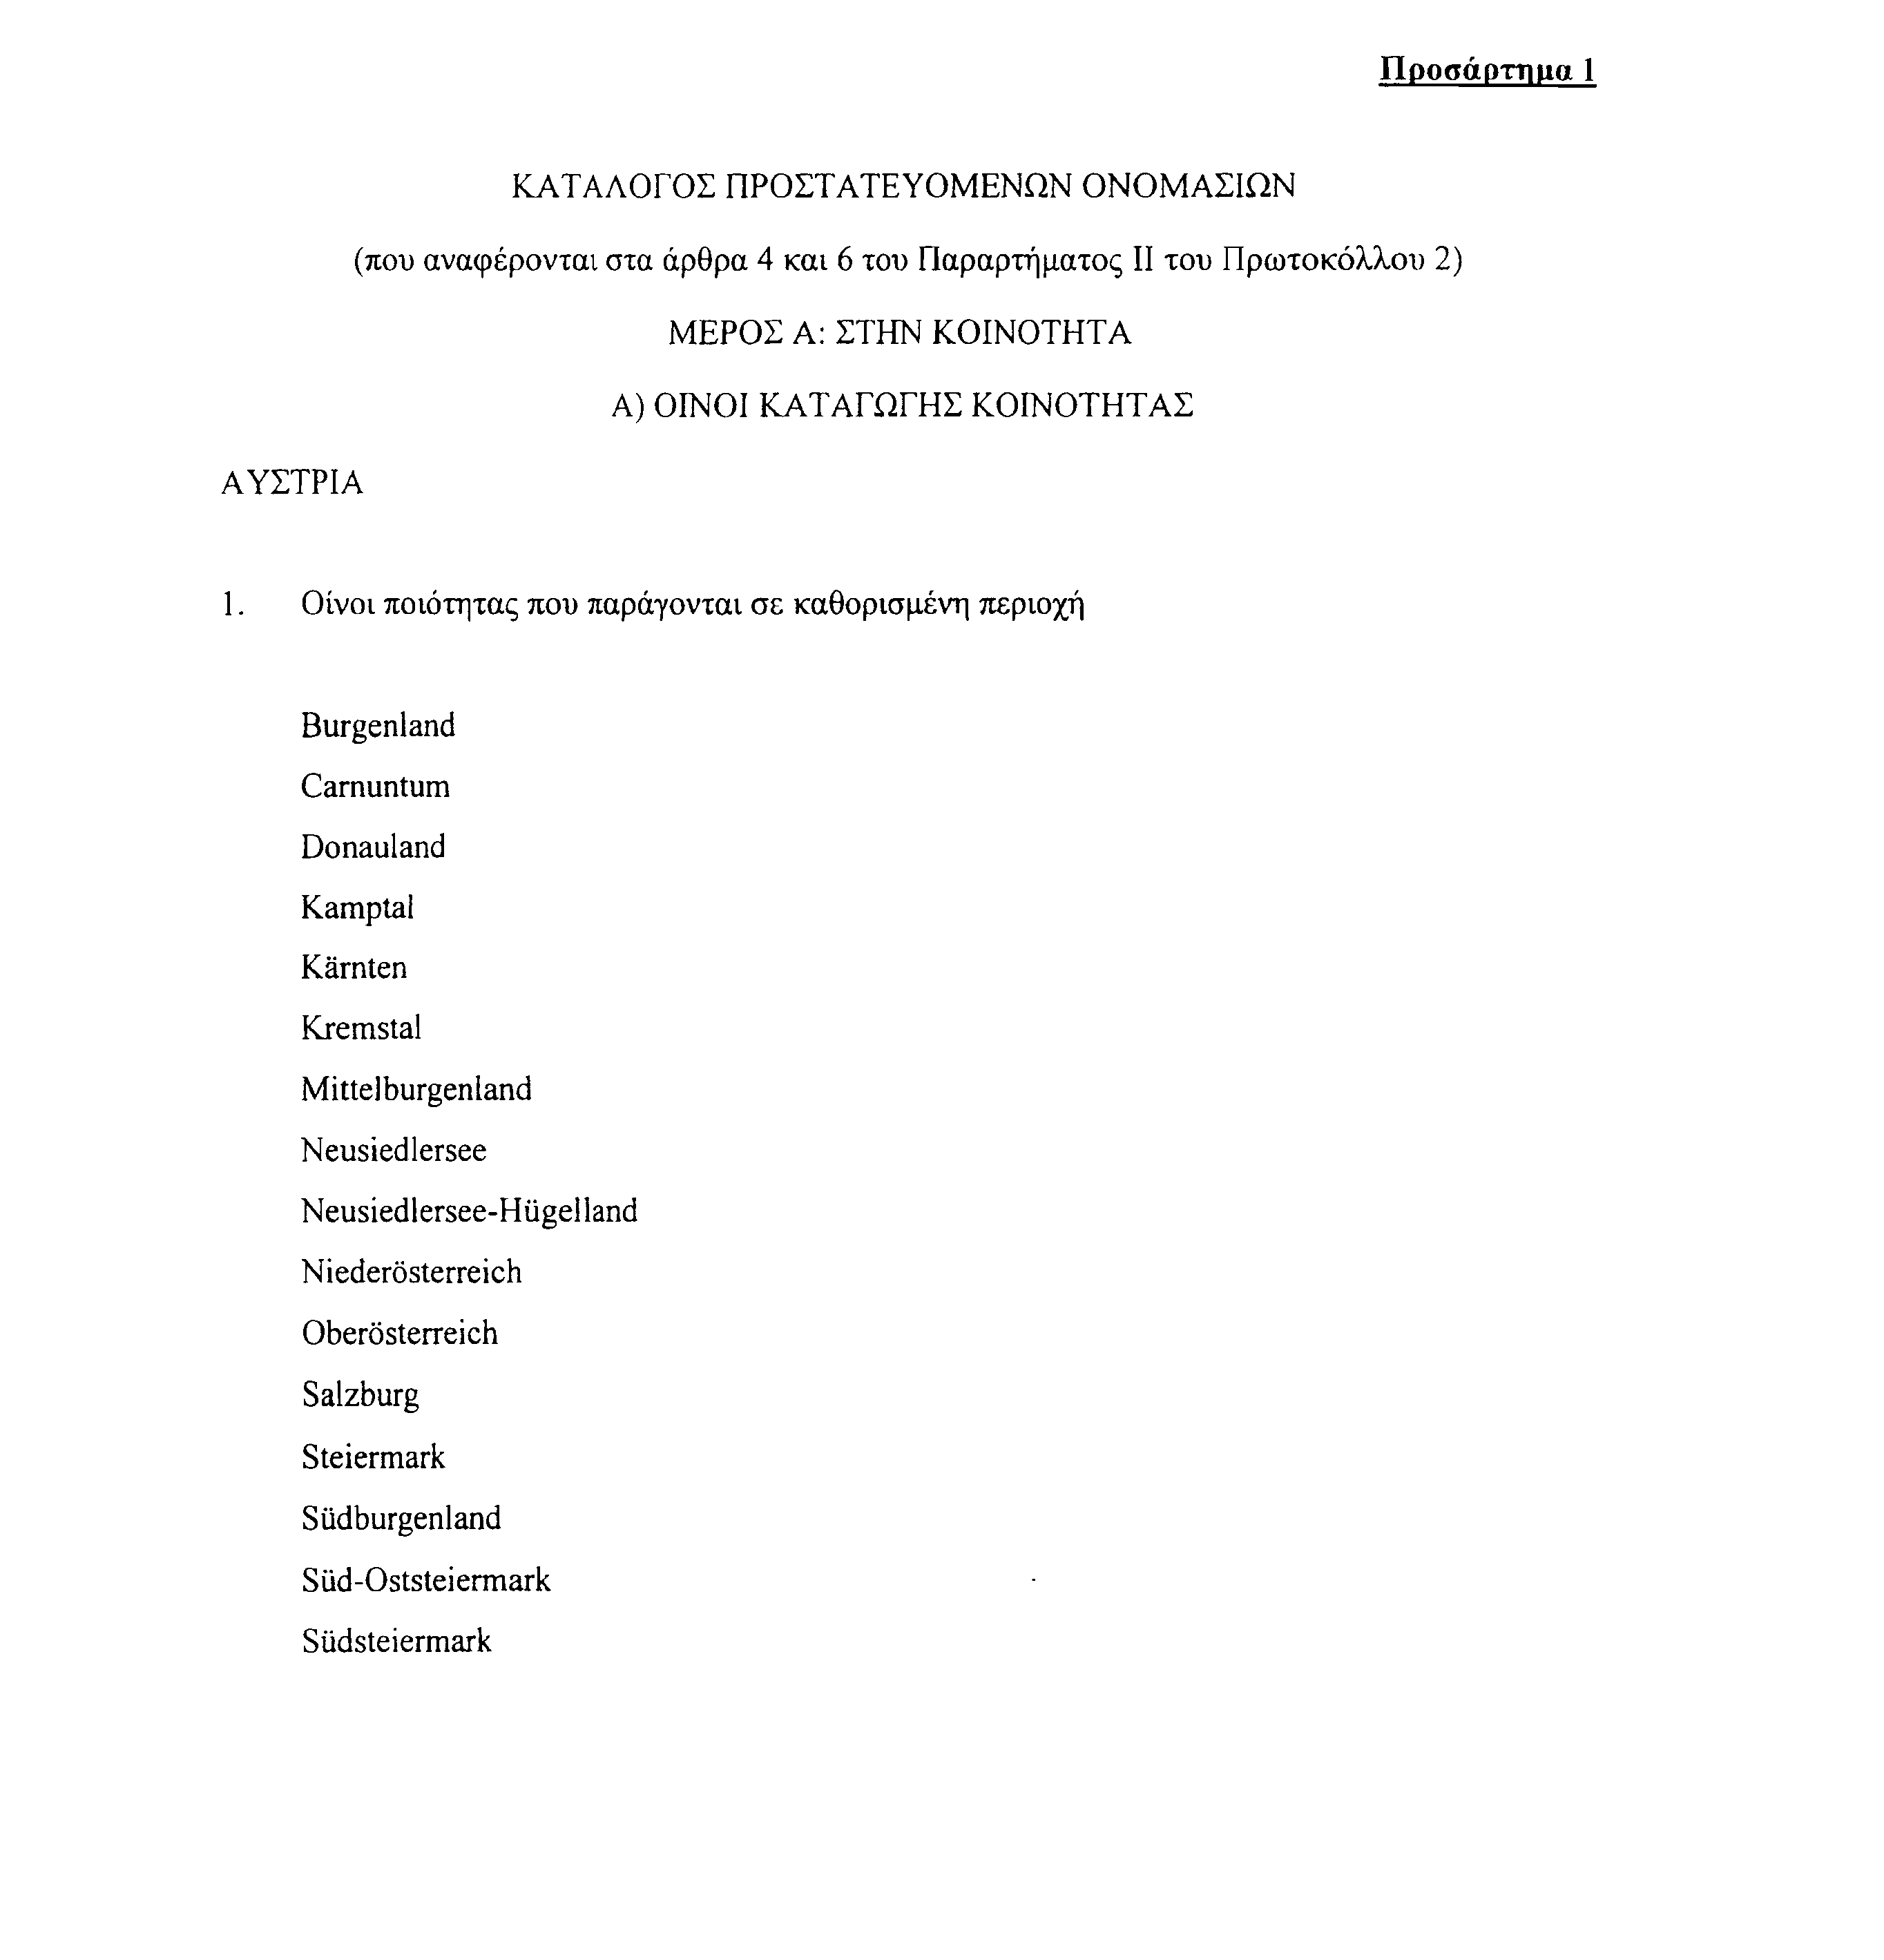 Προσάρτημα 1
ΚΑΤΑΛΟΓΟΣ ΠΡΟΣΤΑΤΕΥΟΜΕΝΩΝ ΟΝΟΜΑΣΙΩΝ
(που αναφέρονται στα άρθρα 4 και 6 του Παραρτήματος ΙΙ του Πρωτοκόλλου 2)
ΜΕΡΟΣ Α: ΣΤΗΝ ΚΟΙΝΟΤΗΤΑ
Α) ΟΙΝΟΙ ΚΑΤΑΓΩΓΗΣ ΚΟΙΝΟΤΗΤΑΣ
ΑΥΣΤΡΙΑ
1. Οίνοι ποιότητας που παράγονται σε καθορισμένη περιοχή
Burgenland
Carnuntum
Donauland
Kamptal
Kärnten
Kremstal
Mittelburgenland
Neusiedlersee
Neusiedlersee-Hügelland
Niederösterreich
Oberösterreich
Salzburg
Steiermark
Südburgenland
Süd-Oststeiermark
Südsteiermark